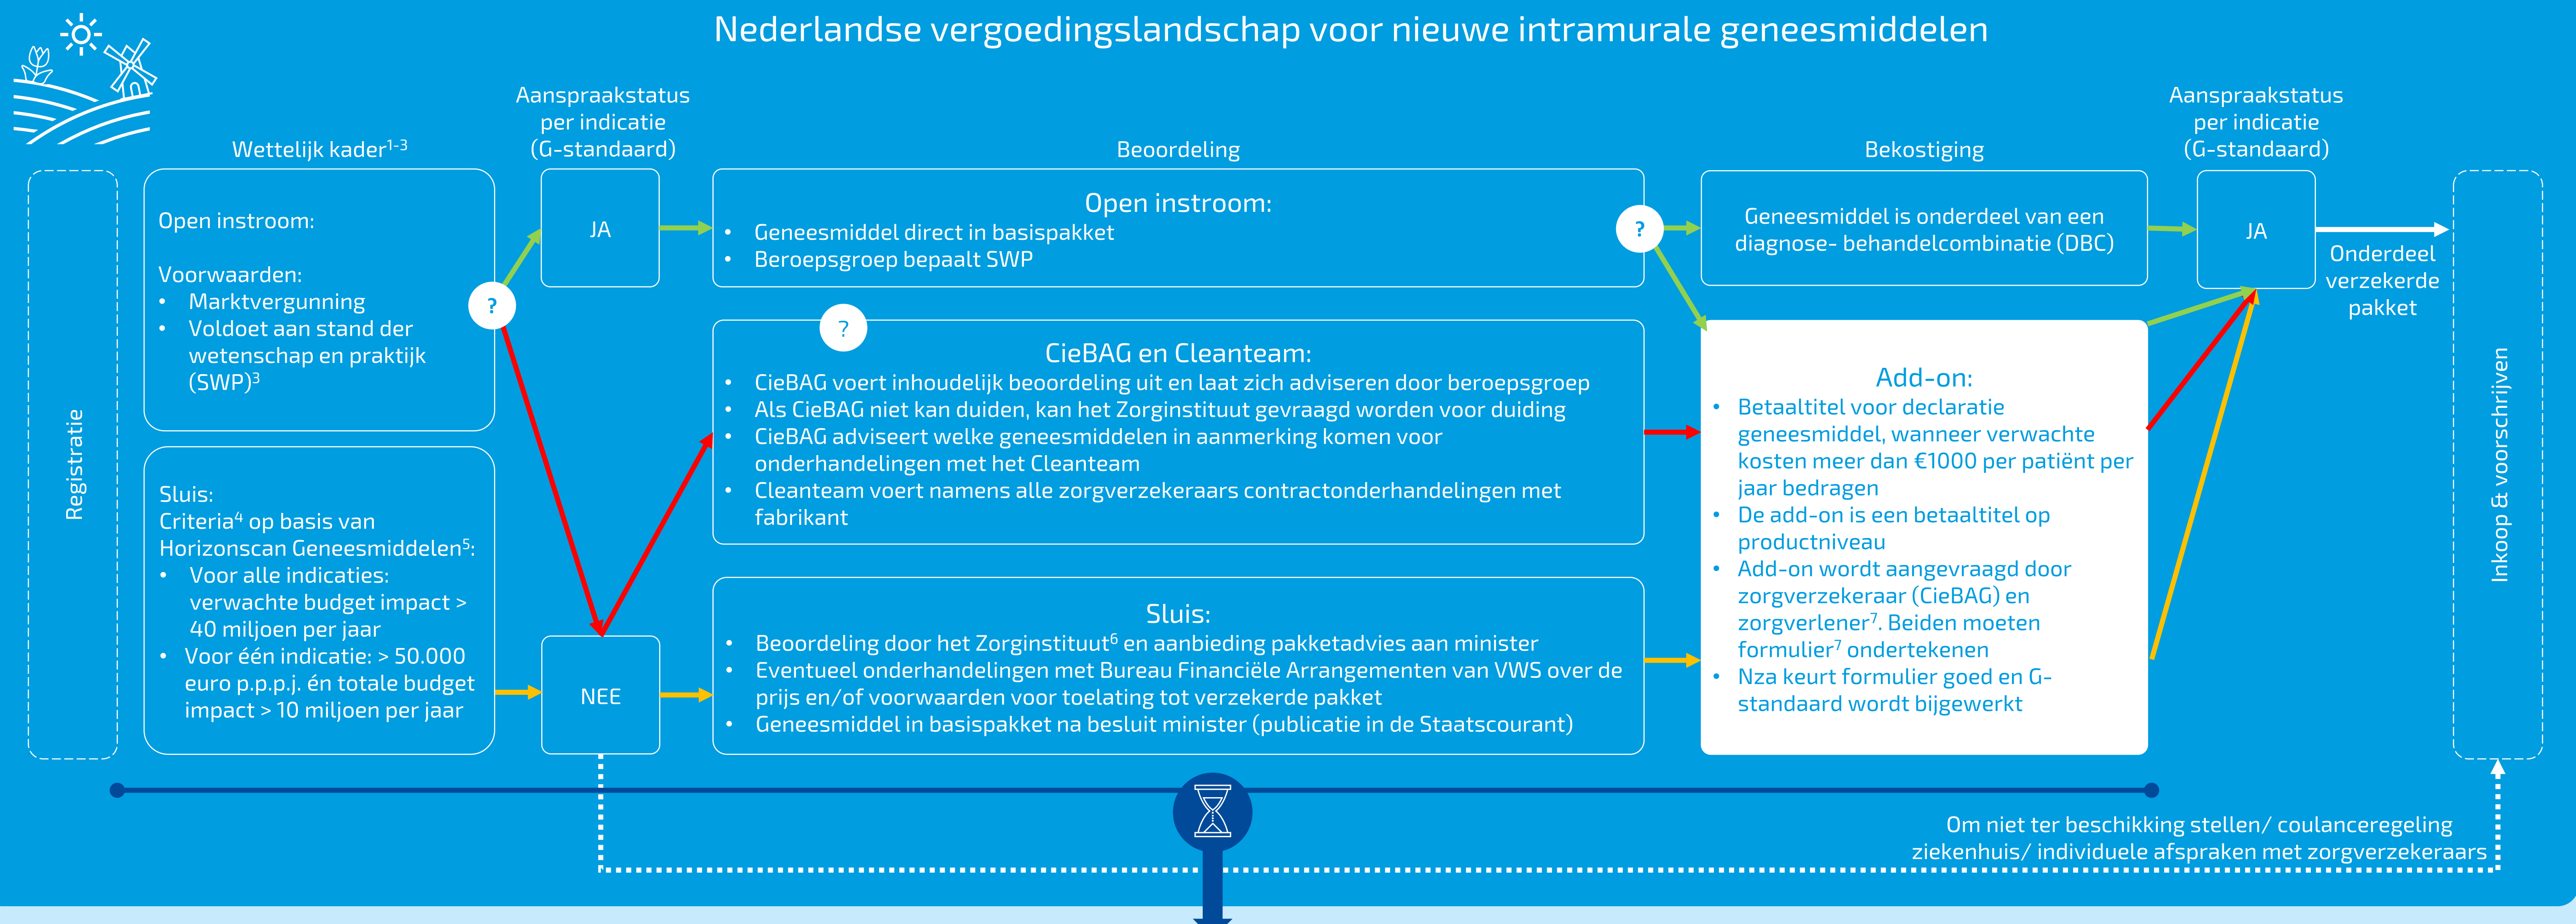 Nederlandse vergoedingslandschap voor nieuwe intramurale geneesmiddelen
Registratie
Wettelijk kader¹⁻³
Open instroom:
Voorwaarden:
• Marktvergunning
• Voldoet aan stand der
wetenschap en praktijk
(SWP)³
?
Sluis:
Criteria⁴ op basis van
Horizonscan Geneesmiddelen⁵:
• Voor alle indicaties:
verwachte budget impact >
40 miljoen per jaar
• Voor één indicatie: > 50.000
euro p.p.p.j. én totale budget
impact > 10 miljoen per jaar
Aanspraakstatus
per indicatie
(G-standaard)
JA
NEE
Beoordeling
Open instroom:
• Geneesmiddel direct in basispakket
• Beroepsgroep bepaalt SWP
?
?
CieBAG en Cleanteam:
• CieBAG voert inhoudelijk beoordeling uit en laat zich adviseren door beroepsgroep
• Als CieBAG niet kan duiden, kan het Zorginstituut gevraagd worden voor duiding
• CieBAG adviseert welke geneesmiddelen in aanmerking komen voor
onderhandelingen met het Cleanteam
• Cleanteam voert namens alle zorgverzekeraars contractonderhandelingen met
fabrikant
Sluis:
• Beoordeling door het Zorginstituut⁶ en aanbieding pakketadvies aan minister
• Eventueel onderhandelingen met Bureau Financiële Arrangementen van VWS over de
prijs en/of voorwaarden voor toelating tot verzekerde pakket
• Geneesmiddel in basispakket na besluit minister (publicatie in de Staatscourant)
Bekostiging
Geneesmiddel is onderdeel van een
diagnose- behandelcombinatie (DBC)
Add-on:
• Betaaltitel voor declaratie
geneesmiddel, wanneer verwachte
kosten meer dan €1000 per patiënt per
jaar bedragen
• De add-on is een betaaltitel op
productniveau
• Add-on wordt aangevraagd door
zorgverzekeraar (CieBAG) en
zorgverlener⁷. Beiden moeten
formulier⁷ ondertekenen
• Nza keurt formulier goed en G-
standaard wordt bijgewerkt
Aanspraakstatus
per indicatie
(G-standaard)
JA
Onderdeel
verzekerde
pakket
Inkoop & voorschrijven
Om niet ter beschikking stellen/ coulanceregeling
ziekenhuis/ individuele afspraken met zorgverzekeraars